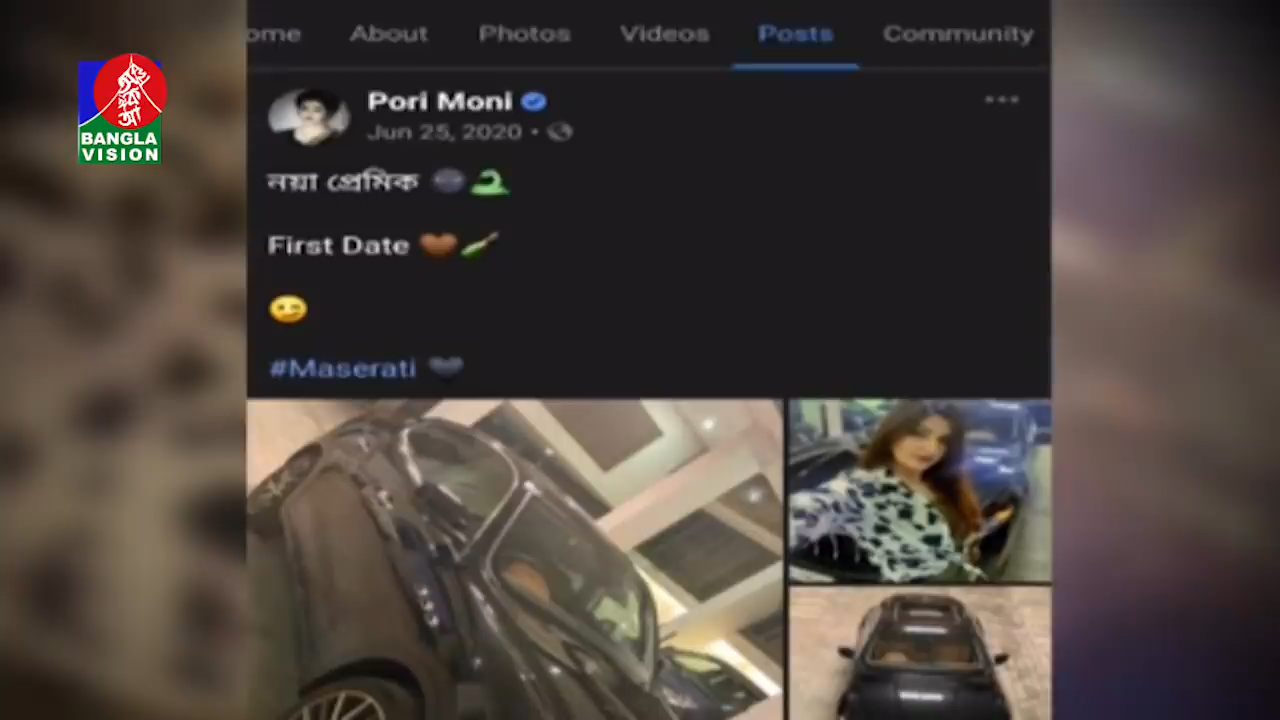 ome About Photos Videos Posts Community
BANGLA
VISION
Pori Moni
Jun 25, 2020 •
নয়া প্রেমিক
First Date
#Maserati